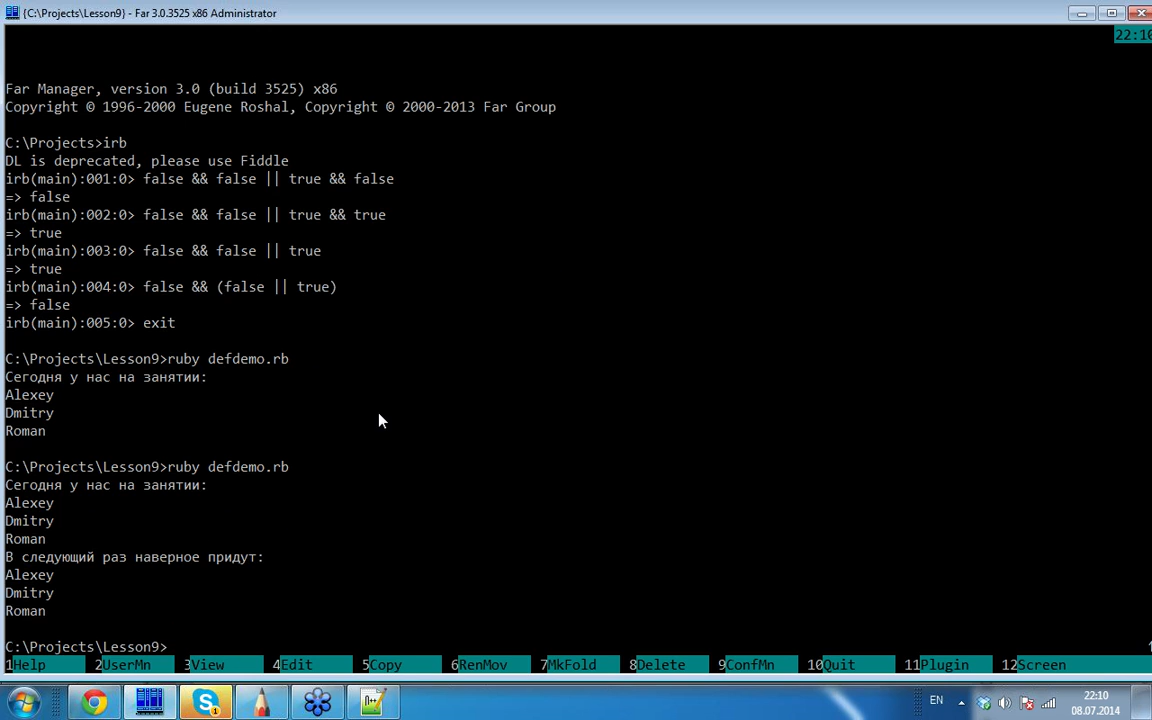 {C:\Projects\Lesson9} - Far 3.0.3525 x86 Administrator
22:10
Far Manager, version 3.0 (build 3525) x86
Copyright © 1996-2000 Eugene Roshal, Copyright © 2000-2013 Far Group
C:\Projects>irb
DL is deprecated, please use Fiddle
irb(main):001:0> false && false || true && false
=> false
irb(main):002:0> false && false || true && true
=> true
irb(main):003:0> false && false || true
=> true
irb(main):004:0> false && (false || true)
=> false
irb(main):005:0> exit
C:\Projects\Lesson9>ruby defdemo.rb
Сегодня у нас на занятии:
Alexey
Dmitry
Roman
C:\Projects\Lesson9>ruby defdemo.rb
Сегодня у нас на занятии:
Alexey
Dmitry
Roman
В следующий раз наверное придут:
Alexey
Dmitry
Roman
C:\Projects\Lesson9>
1Help 2UserMn 3View 4Edit 5Copy 6RenMov 7MkFold 8Delete 9ConfMn 10Quit 11Plugin 12Screen
EN
22:10
08.07.2014